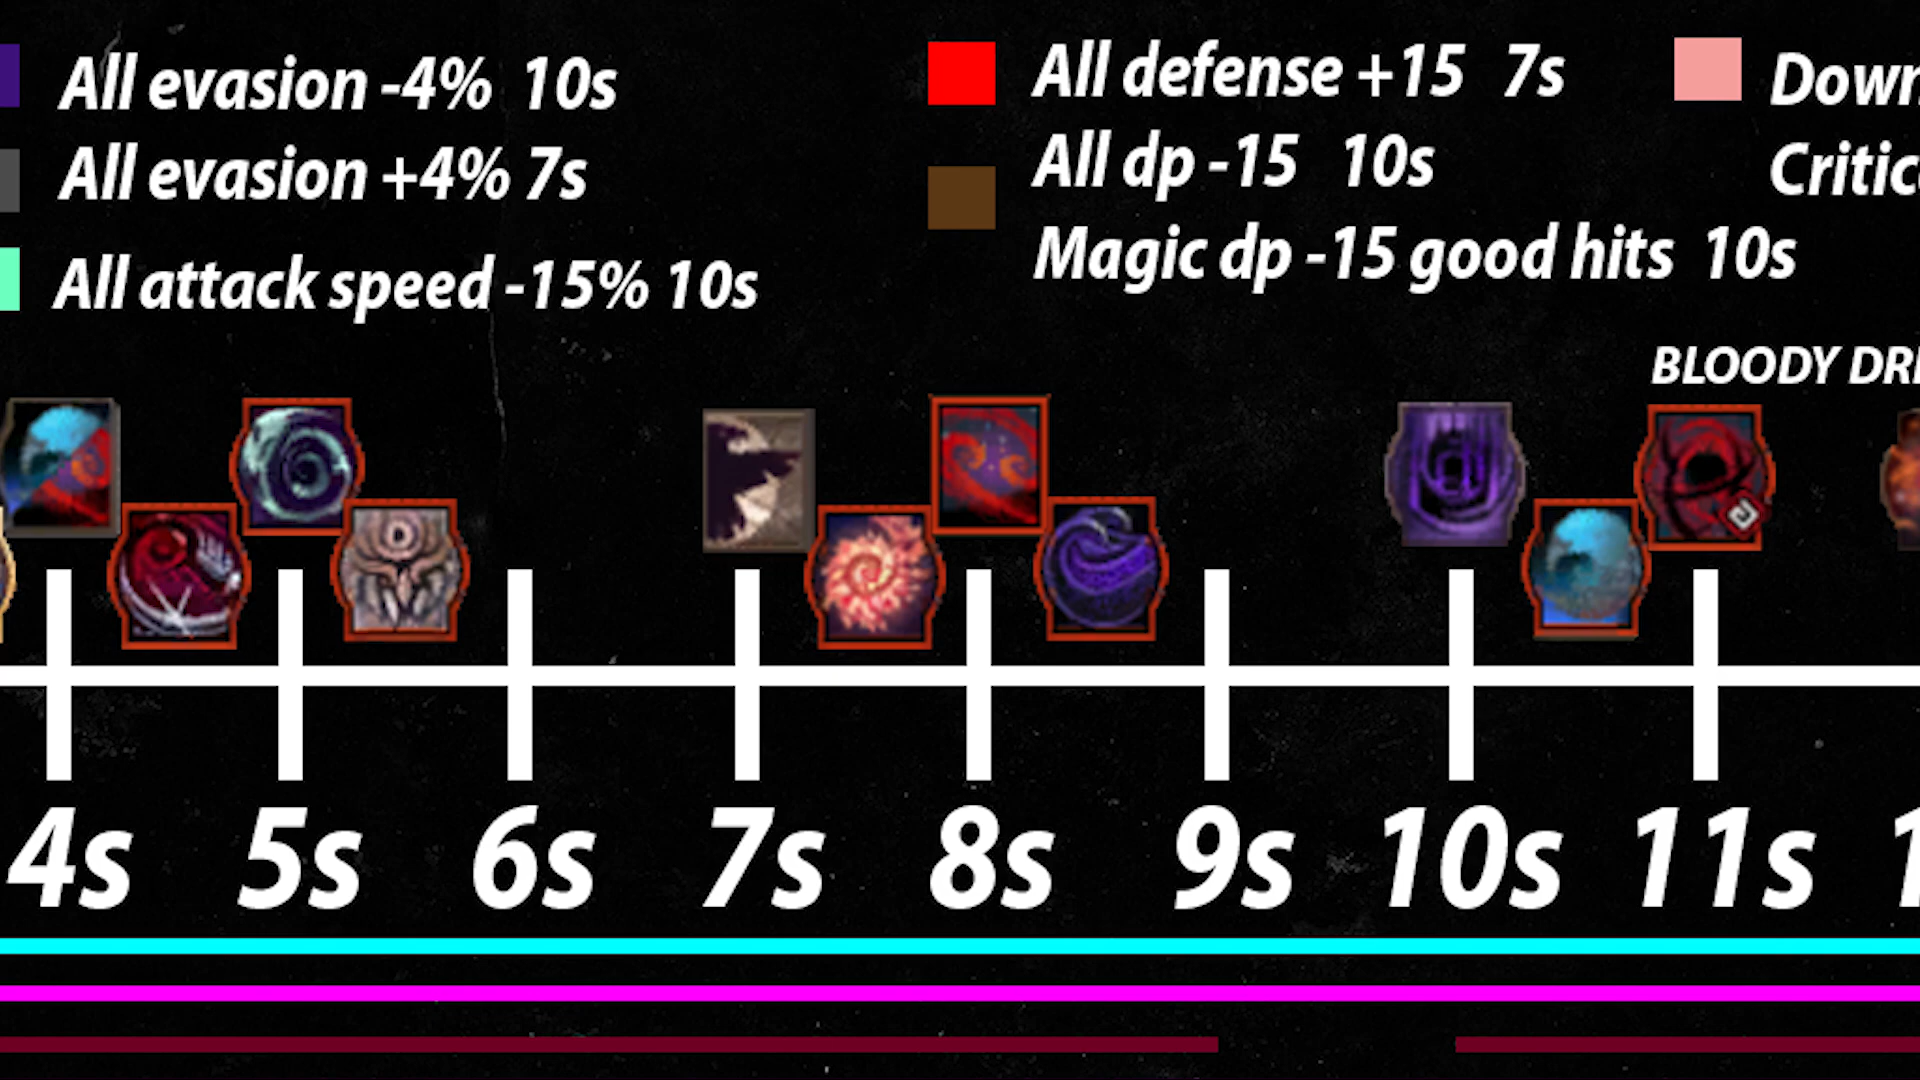 All evasion -4% 10s
All evasion +4% 7s
All attack speed -15% 10s
All defense +15 7s
All dp -15 10s
Magic dp -15 good hits 10s
BLOODY
4s 5s 6s 7s 8s 9s 10s 11s